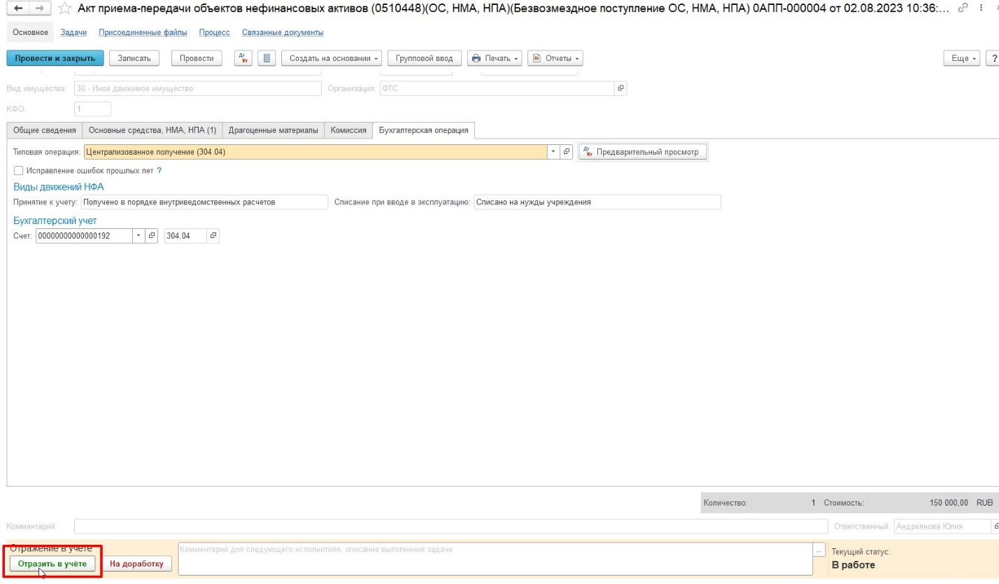 Акт приема-передачи объектов нефинансовых активов (0510448)(ОС, НМА, НПА)(Безвозмездное поступление ОС, НМА, НПА) 0АПП-000004 от 02.08.2023 10:36:...
Основное Задачи Присоединенные файлы Процесс Связанные документы
Провести и закрыть Записать Провести Дт Кт Создать на основании Групповой ввод Печать Отчеты Еще ?
Вид имущества: 30 - Иное движимое имущество Организация: ФТС
КФО: 1
Общие сведения Основные средства, НМА, НПА (1) Драгоценные материалы Комиссия Бухгалтерская операция
Типовая операция: Централизованное получение (304.04) Дт Кт Предварительный просмотр
Исправление ошибок прошлых лет ?
Виды движений НФА
Принятие к учету: Получено в порядке внутриведомственных расчетов Списание при вводе в эксплуатацию: Списано на нужды учреждения
Бухгалтерский учет
Счет: 00000000000000192 304.04
Количество: 1 Стоимость: 150 000,00 RUB
Комментарий: Ответственный: Андриянова Юлия
Отражение в учете
Комментарий для следующего исполнителя, описание выполнения задачи ...
Текущий статус:
Отразить в учёте На доработку
В работе